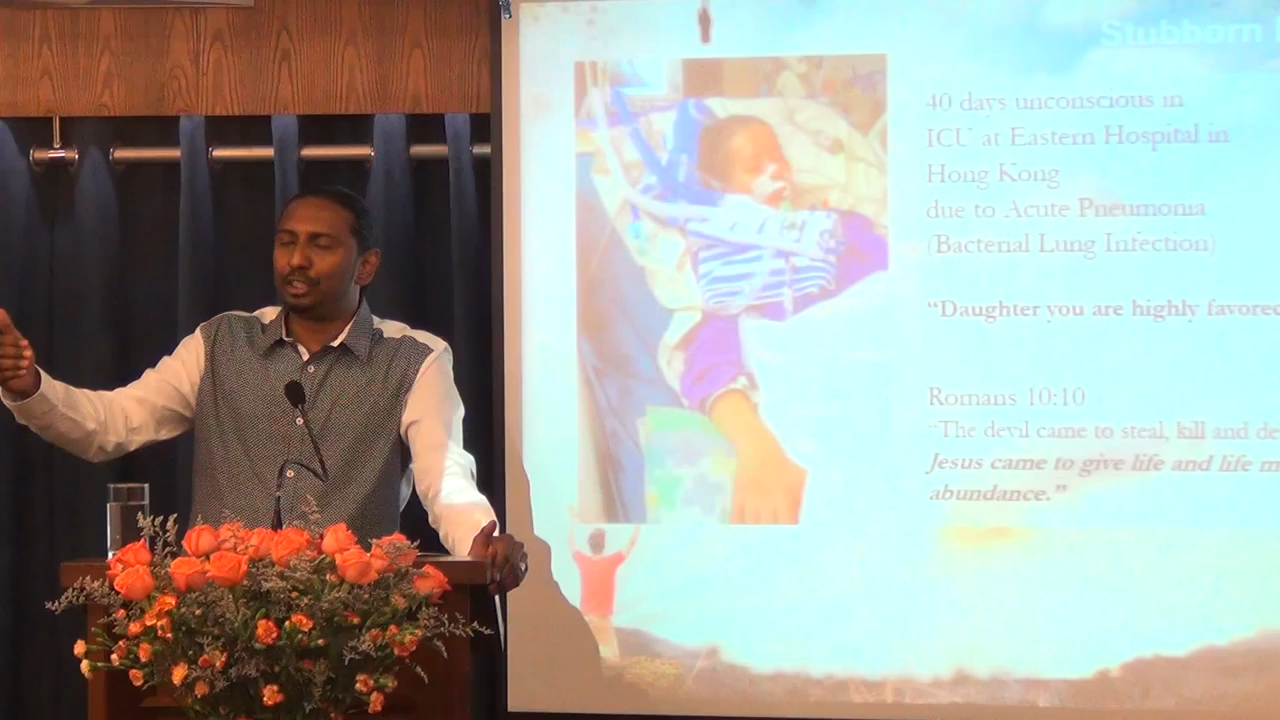 Stubborn
40 days unconscious in
ICU at Eastern Hospital in
Hong Kong
due to Acute Pneumonia
(Bacterial Lung Infection)
“Daughter you are highly favored
Romans 10:10
“The devil came to steal, kill and de
Jesus came to give life and life m
abundance.”